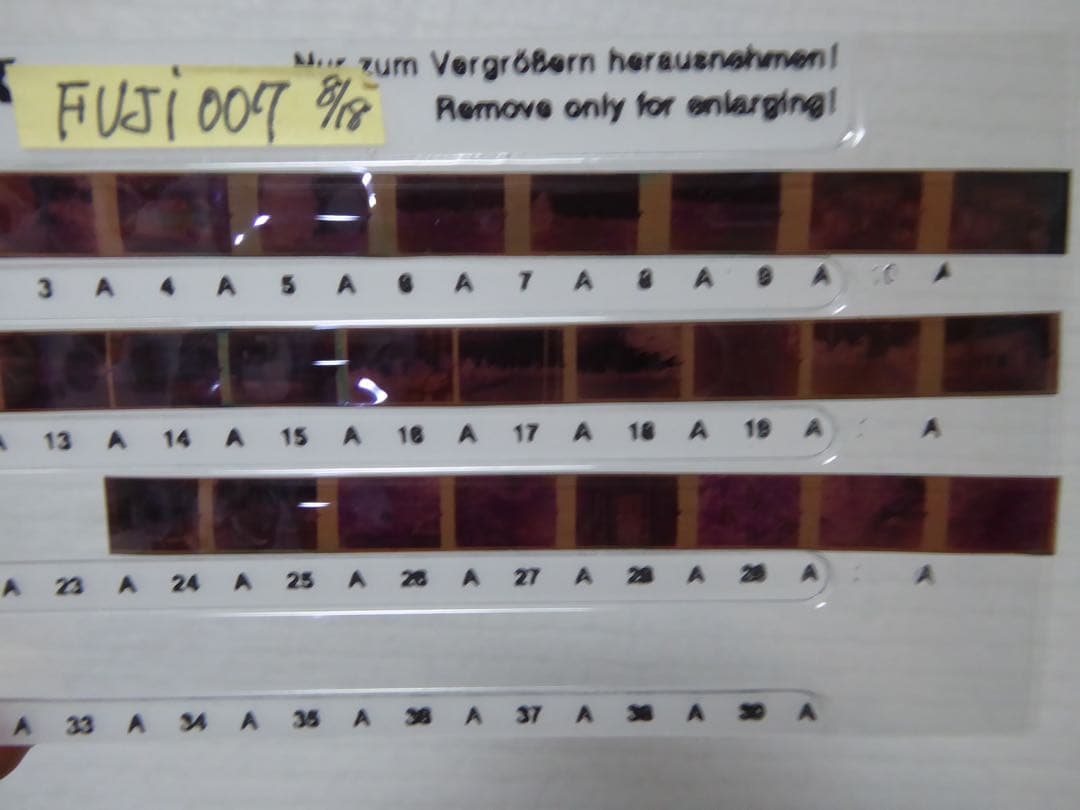 Nur zum Vergrößern herausnehmen!
FUJi 007 8/18
Remove only for enlarging!
3 A 4 A 5 A 6 A 7 A 8 A 9 A 10 A
A 13 A 14 A 15 A 16 A 17 A 18 A 19 A A
A 23 A 24 A 25 A 26 A 27 A 28 A 29 A A
A 33 A 34 A 35 A 36 A 37 A 38 A 39 A